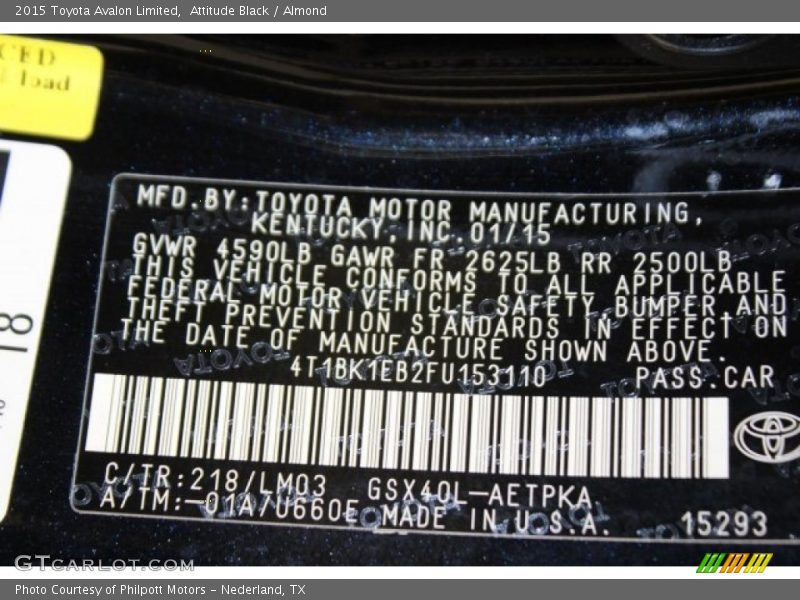 2015 Toyota Avalon Limited, Attitude Black / Almond
CED
load
MFD.BY:TOYOTA MOTOR MANUFACTURING,
KENTUCKY,INC.01/15
GVWR 4590LB GAWR FR 2625LB RR 2500LB
THIS VEHICLE CONFORMS TO ALL APPLICABLE
FEDERAL MOTOR VEHICLE SAFETY BUMPER AND
THEFT PREVENTION STANDARDS IN EFFECT ON
THE DATE OF MANUFACTURE SHOWN ABOVE.
4T1BK1EB2FU153110 PASS.CAR
C/TR:218/LM03 GSX40L-AETPKA
A/TM:-01A/U660E MADE IN U.S.A. 15293
GTCARLOT.COM
Photo Courtesy of Philpott Motors - Nederland, TX